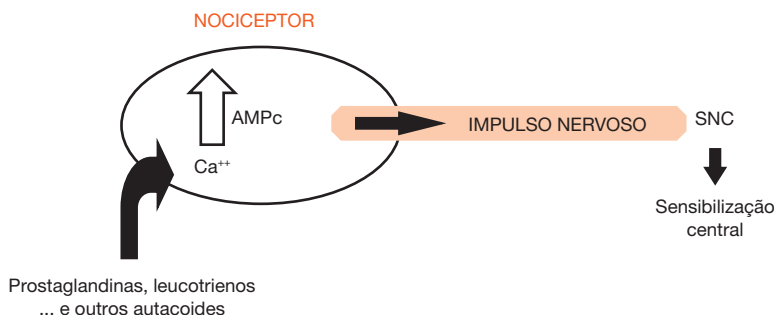 NOCICEPTOR
AMPc
Ca⁺⁺
IMPULSO NERVOSO
SNC
Sensibilização
central
Prostaglandinas, leucotrienos
... e outros autacoides